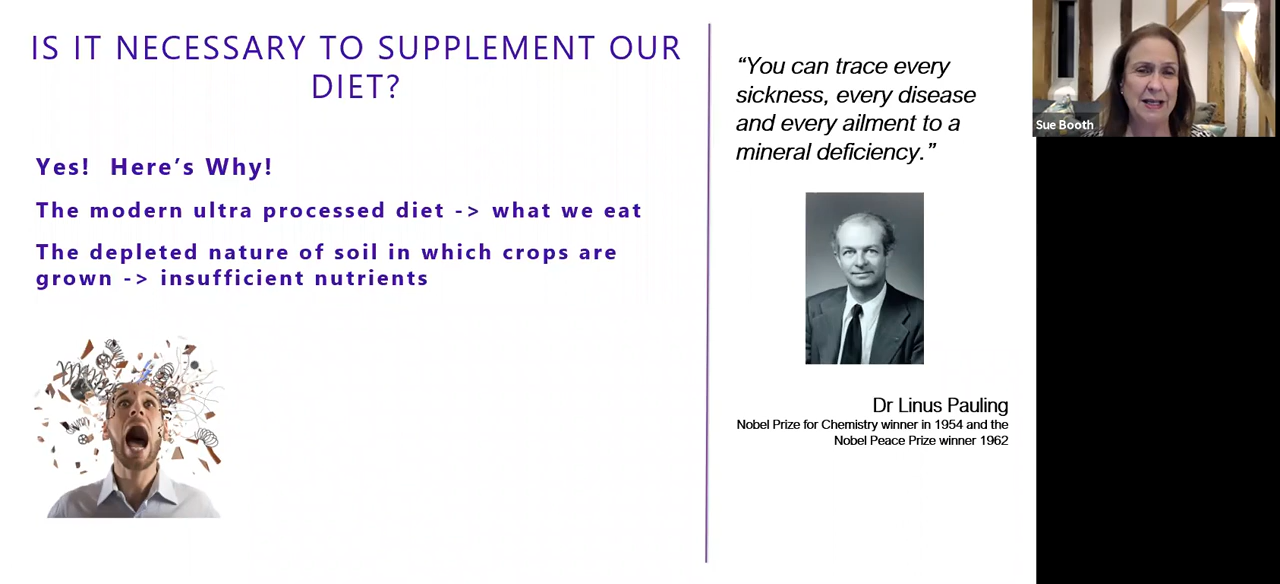 IS IT NECESSARY TO SUPPLEMENT OUR
DIET?
Yes!  Here's Why!
The modern ultra processed diet -> what we eat
The depleted nature of soil in which crops are
grown -> insufficient nutrients
“You can trace every
sickness, every disease
and every ailment to a
mineral deficiency.”
Dr Linus Pauling
Nobel Prize for Chemistry winner in 1954 and the
Nobel Peace Prize winner 1962
Sue Booth